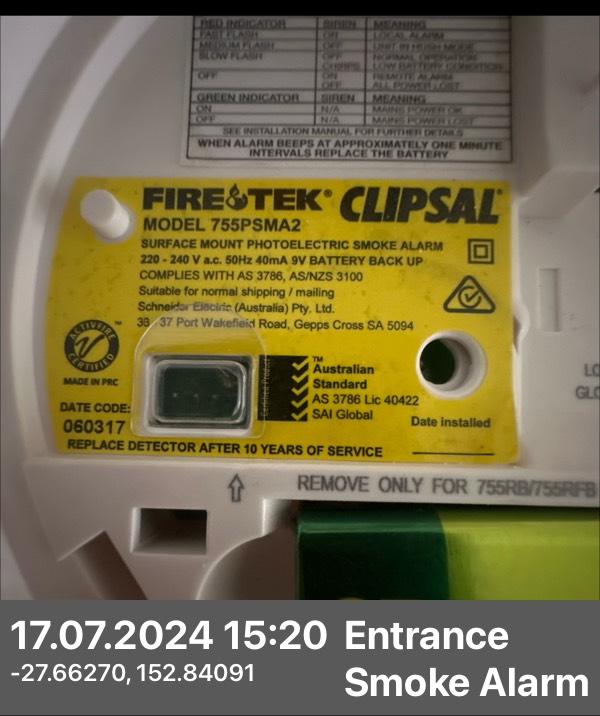 RED INDICATOR SIREN MEANING
FAST FLASH ON LOCAL ALARM
MEDIUM FLASH OFF UNIT IN HUSH MODE
SLOW FLASH OFF NORMAL OPERATION
CHIRPS LOW BATTERY CONDITION
OFF ON REMOTE ALARM
OFF ALL POWER LOST
GREEN INDICATOR SIREN MEANING
ON N/A MAINS POWER OK
OFF N/A MAINS POWER LOST
SEE INSTALLATION MANUAL FOR FURTHER DETAILS
WHEN ALARM BEEPS AT APPROXIMATELY ONE MINUTE
INTERVALS REPLACE THE BATTERY
FIRETEK® CLIPSAL®
MODEL 755PSMA2
SURFACE MOUNT PHOTOELECTRIC SMOKE ALARM
220 - 240 V a.c. 50Hz 40mA 9V BATTERY BACK UP
COMPLIES WITH AS 3786, AS/NZS 3100
Suitable for normal shipping / mailing
Schneider Electric (Australia) Pty. Ltd.
33 - 37 Port Wakefield Road, Gepps Cross SA 5094
ACTIVFIRE
CERTIFIED
™
MADE IN PRC
Certified Product
™
Australian
Standard
AS 3786 Lic 40422
SAI Global
DATE CODE:
060317
Date installed
REPLACE DETECTOR AFTER 10 YEARS OF SERVICE
REMOVE ONLY FOR 755RB/755RFB
17.07.2024 15:20
-27.66270, 152.84091
Entrance
Smoke Alarm